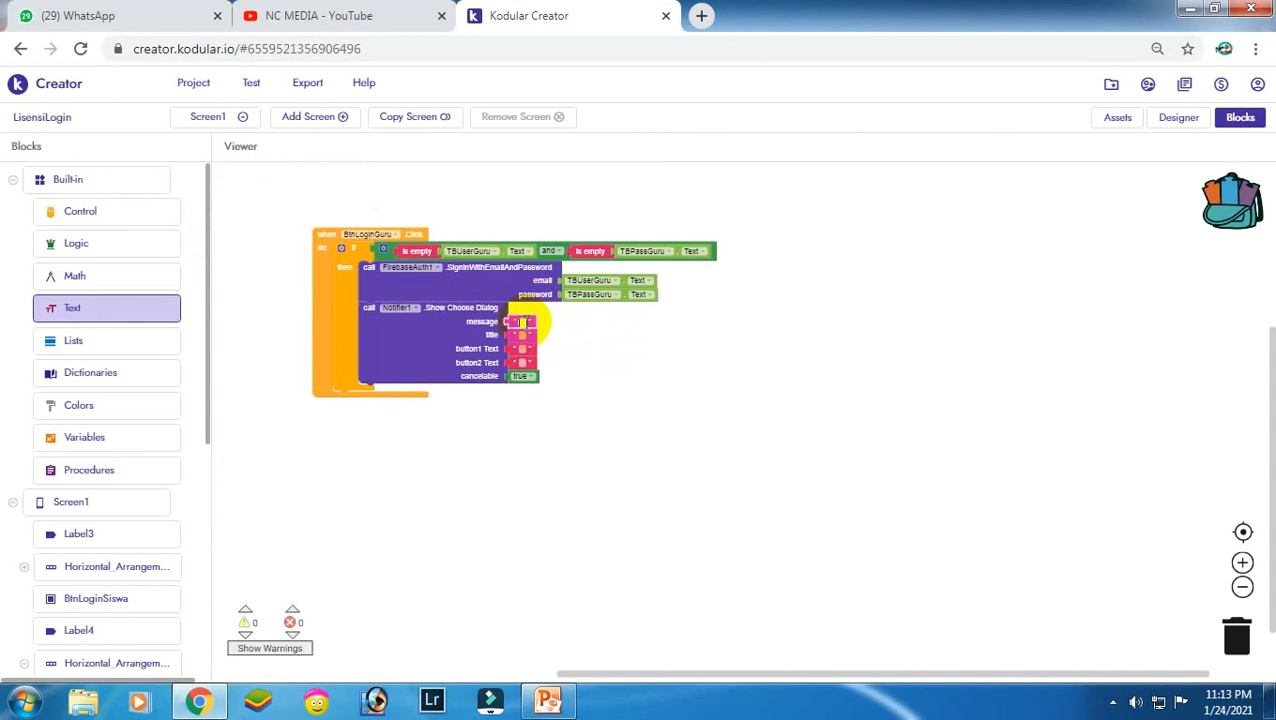 (29) WhatsApp
NC MEDIA - YouTube
Kodular Creator
creator.kodular.io/#6559521356906496
Creator
Project
Test
Export
Help
LisensiLogin
Screen1
Add Screen
Copy Screen
Remove Screen
Assets
Designer
Blocks
Blocks
Viewer
Built-in
Control
Logic
Math
Text
Lists
Dictionaries
Colors
Variables
Procedures
Screen1
Label3
Horizontal_Arrangem...
BtnLoginSiswa
Label4
Horizontal_Arrangem...
when BtnLoginGuru .Click
do if is empty TBUserGuru . Text and is empty TBPassGuru . Text
then call FirebaseAuth1 .SignInWithEmailAndPassword
email TBUserGuru . Text
password TBPassGuru . Text
call Notifier1 .Show Choose Dialog
message " "
title " "
button1 Text " "
button2 Text " "
cancelable true
0 0
Show Warnings
11:13 PM
1/24/2021